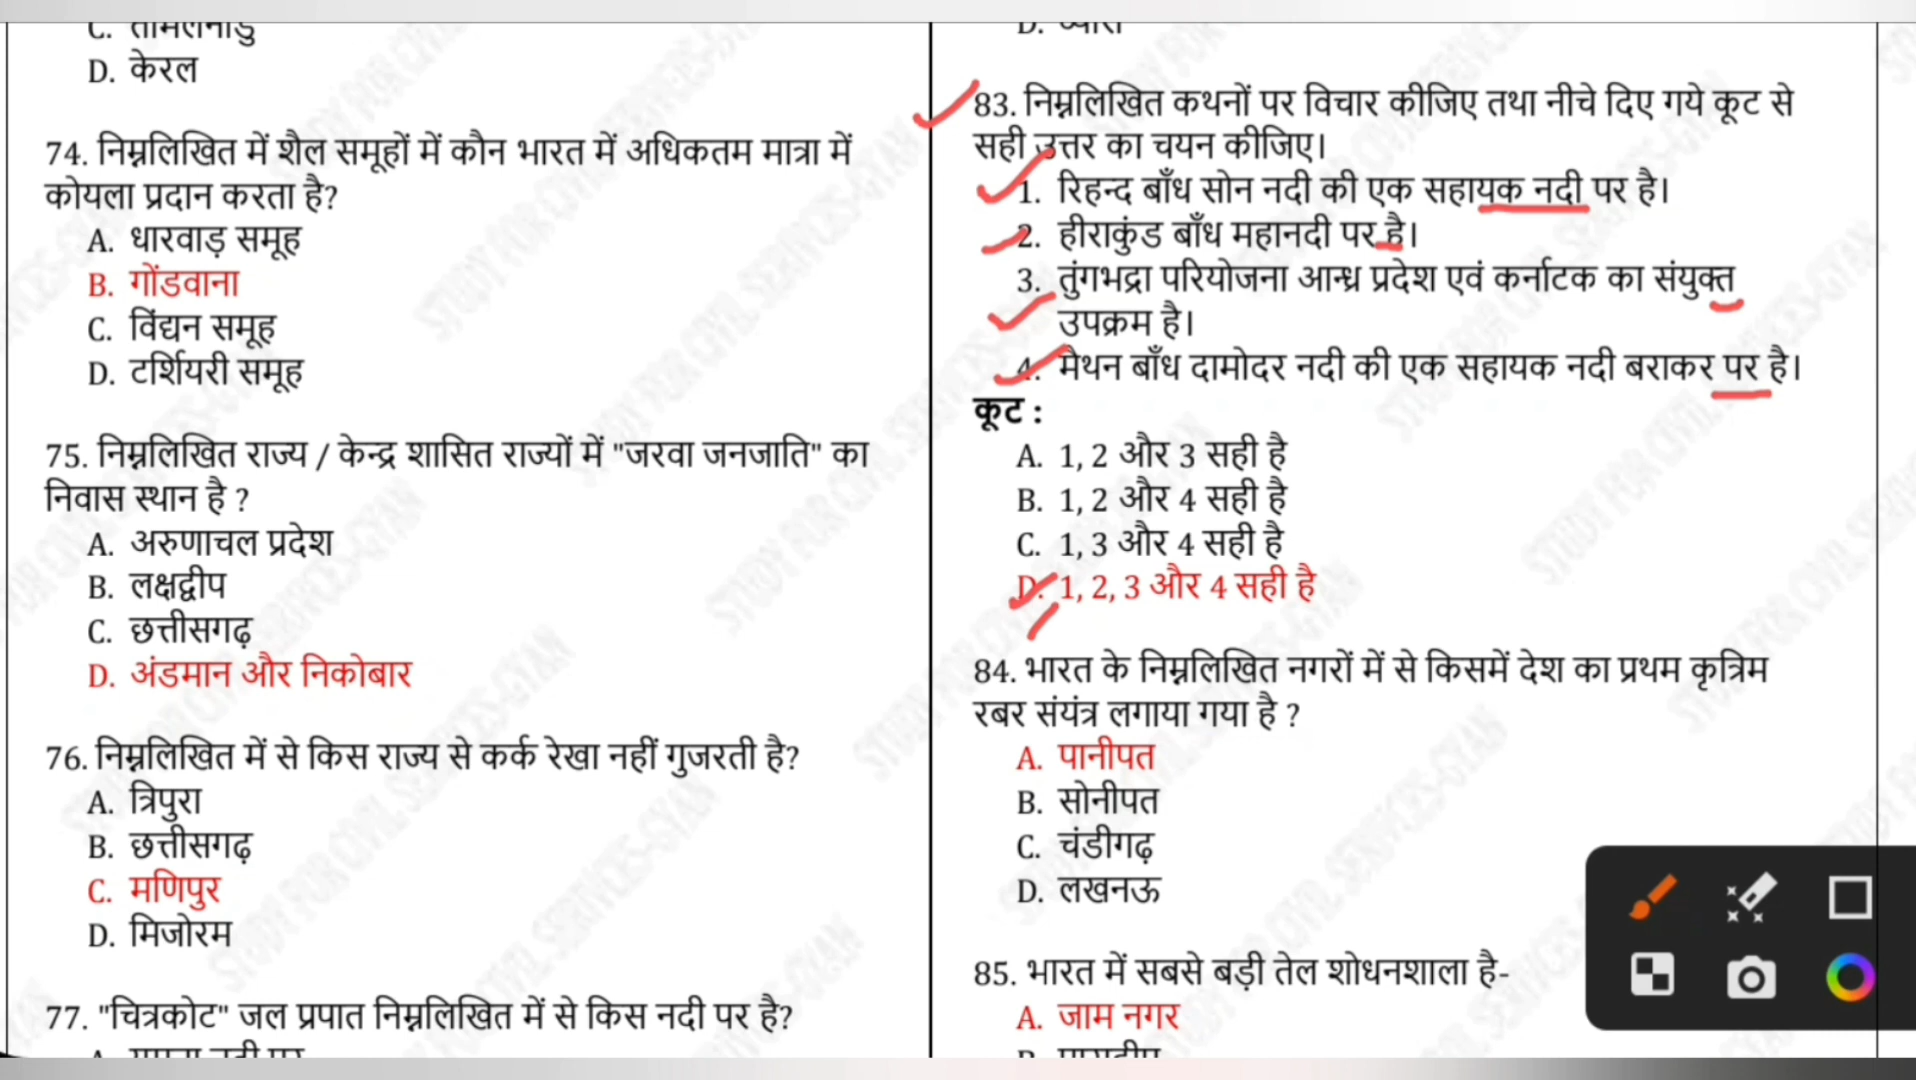 C. तामिलनाडु
D. केरल
74. निम्नलिखित में शैल समूहों में कौन भारत में अधिकतम मात्रा में
कोयला प्रदान करता है?
A. धारवाड़ समूह
B. गोंडवाना
C. विंद्यन समूह
D. टर्शियरी समूह
75. निम्नलिखित राज्य / केन्द्र शासित राज्यों में "जरवा जनजाति" का
निवास स्थान है ?
A. अरुणाचल प्रदेश
B. लक्षद्वीप
C. छत्तीसगढ़
D. अंडमान और निकोबार
76. निम्नलिखित में से किस राज्य से कर्क रेखा नहीं गुजरती है?
A. त्रिपुरा
B. छत्तीसगढ़
C. मणिपुर
D. मिजोरम
77. "चित्रकोट" जल प्रपात निम्नलिखित में से किस नदी पर है?
83. निम्नलिखित कथनों पर विचार कीजिए तथा नीचे दिए गये कूट से
सही उत्तर का चयन कीजिए।
1. रिहन्द बाँध सोन नदी की एक सहायक नदी पर है।
2. हीराकुंड बाँध महानदी पर है।
3. तुंगभद्रा परियोजना आन्ध्र प्रदेश एवं कर्नाटक का संयुक्त
उपक्रम है।
4. मैथन बाँध दामोदर नदी की एक सहायक नदी बराकर पर है।
कूट :
A. 1, 2 और 3 सही है
B. 1, 2 और 4 सही है
C. 1, 3 और 4 सही है
D. 1, 2, 3 और 4 सही है
84. भारत के निम्नलिखित नगरों में से किसमें देश का प्रथम कृत्रिम
रबर संयंत्र लगाया गया है ?
A. पानीपत
B. सोनीपत
C. चंडीगढ़
D. लखनऊ
85. भारत में सबसे बड़ी तेल शोधनशाला है-
A. जाम नगर